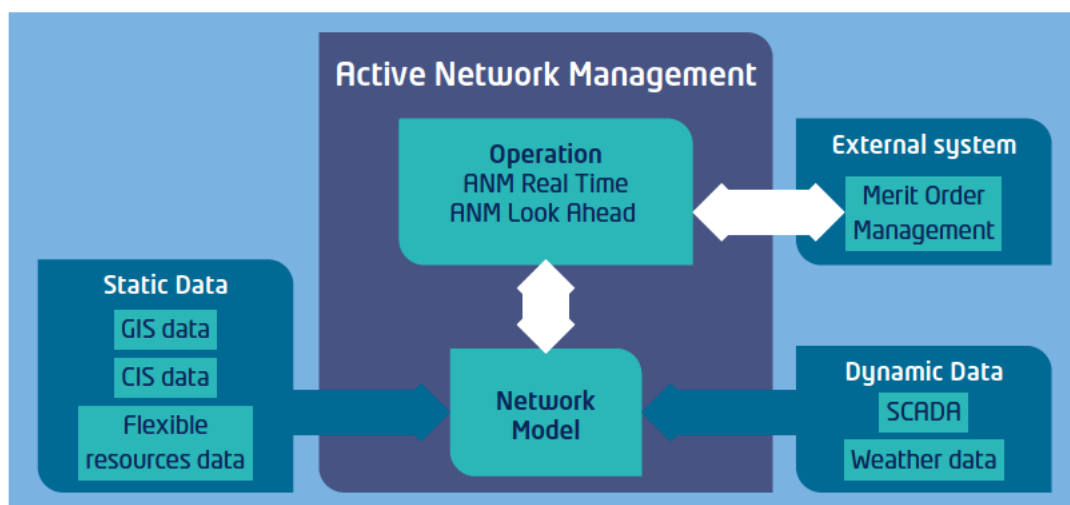 Active Network Management
Operation
ANM Real Time
ANM Look Ahead
External system
Merit Order
Management
Static Data
GIS data
CIS data
Flexible
resources data
Network
Model
Dynamic Data
SCADA
Weather data